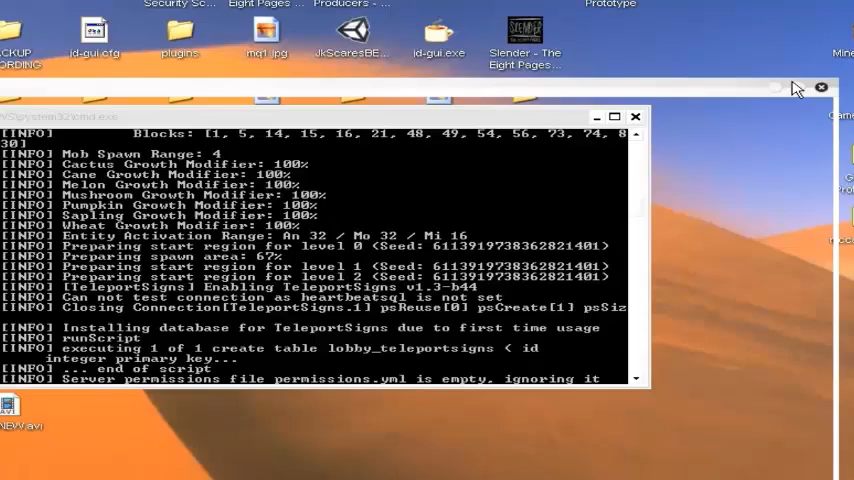 Security Sc... Eight Pages ... Producers - ... Prototype
ACKUP jd-gui.cfg plugins mq1.jpg JkScaresBE... jd-gui.exe Slender - The Mine
ORDING Eight Pages ...
\system32\cmd.exe
[INFO] Blocks: [1, 5, 14, 15, 16, 21, 48, 49, 54, 56, 73, 74, 8
30]
[INFO] Mob Spawn Range: 4
[INFO] Cactus Growth Modifier: 100%
[INFO] Cane Growth Modifier: 100%
[INFO] Melon Growth Modifier: 100%
[INFO] Mushroom Growth Modifier: 100%
[INFO] Pumpkin Growth Modifier: 100%
[INFO] Sapling Growth Modifier: 100%
[INFO] Wheat Growth Modifier: 100%
[INFO] Entity Activation Range: An 32 / Mo 32 / Mi 16
[INFO] Preparing start region for level 0 (Seed: 6113919738362821401)
[INFO] Preparing spawn area: 67%
[INFO] Preparing start region for level 1 (Seed: 6113919738362821401)
[INFO] Preparing start region for level 2 (Seed: 6113919738362821401)
[INFO] [TeleportSigns] Enabling TeleportSigns v1.3-b44
[INFO] Can not test connection as heartbeatsql is not set
[INFO] Closing Connection[TeleportSigns.1] psReuse[0] psCreate[1] psSiz
[INFO] Installing database for TeleportSigns due to first time usage
[INFO] runScript
[INFO] executing 1 of 1 create table lobby_teleportsigns ( id
integer primary key...
[INFO] ... end of script
[INFO] Server permissions file permissions.yml is empty, ignoring it
AVI
NEW.avi